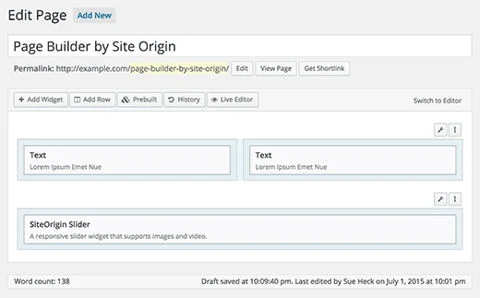 Edit Page Add New
Page Builder by Site Origin
Permalink: http://example.com/page-builder-by-site-origin/ Edit View Page Get Shortlink
+ Add Widget Add Row Prebuilt History Live Editor Switch to Editor
Text Text
Lorem Ipsum Emet Nue Lorem Ipsum Emet Nue
SiteOrigin Slider
A responsive slider widget that supports images and video.
Word count: 138 Draft saved at 10:09:40 pm. Last edited by Sue Heck on July 1, 2015 at 10:01 pm